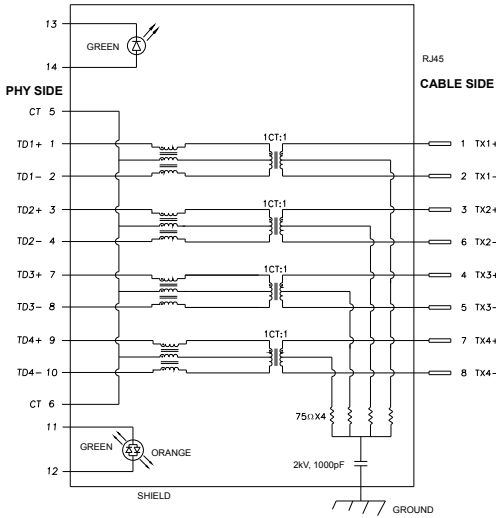 13
GREEN
14
RJ45
PHY SIDE
CABLE SIDE
CT 5
1CT:1
TD1+ 1
1 TX1+
TD1- 2
2 TX1-
1CT:1
TD2+ 3
3 TX2+
TD2- 4
6 TX2-
1CT:1
TD3+ 7
4 TX3+
TD3- 8
5 TX3-
1CT:1
TD4+ 9
7 TX4+
TD4- 10
8 TX4-
CT 6
75ΩX4
11
GREEN
ORANGE
2kV, 1000pF
12
SHIELD
GROUND